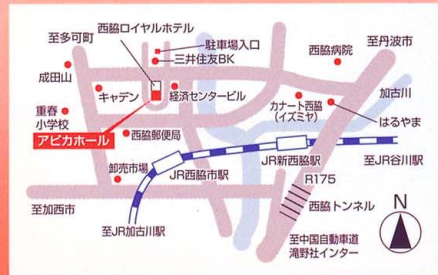 西脇ロイヤルホテル
至多可町
駐車場入口
三井住友BK
西脇病院
至丹波市
成田山
キャデン
経済センタービル
加古川
カナート西脇
(イズミヤ)
はるやま
重春
小学校
アピカホール
西脇郵便局
卸売市場
JR西脇市駅
JR新西脇駅
至JR谷川駅
R175
西脇トンネル
至加西市
至JR加古川駅
至中国自動車道
滝野社インター
N